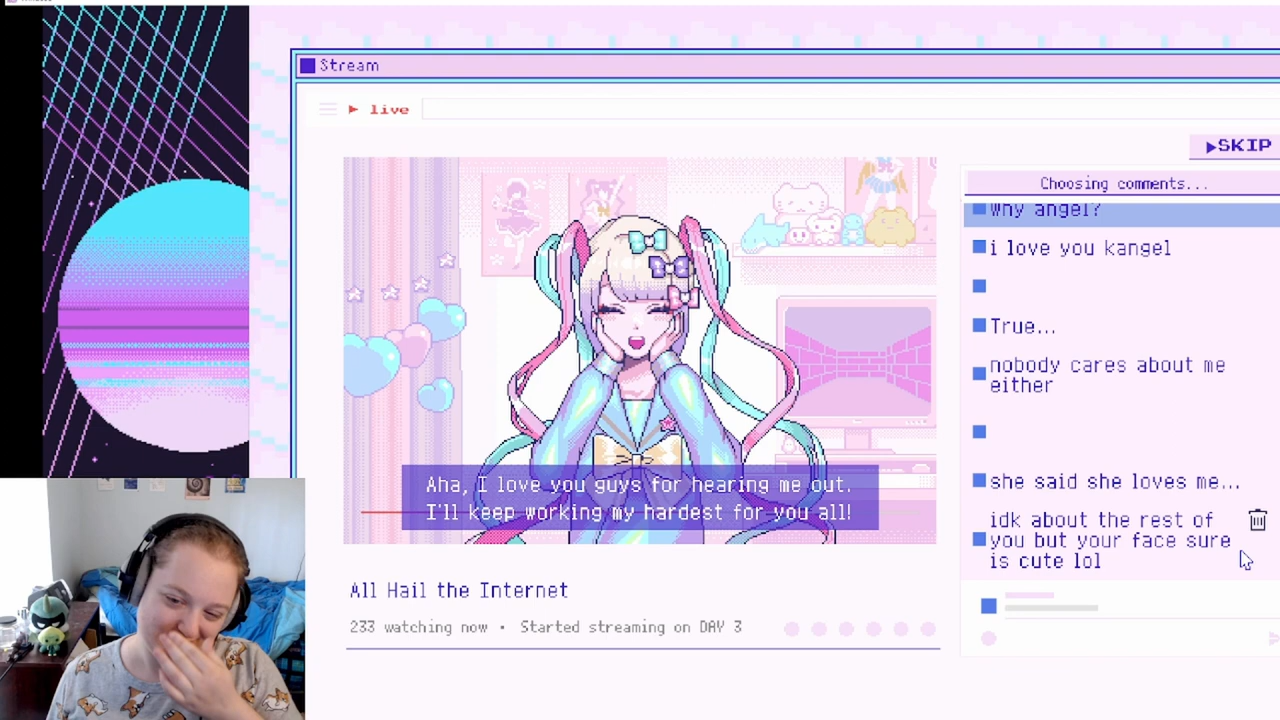 Stream
live
SKIP
Choosing comments...
Why angel?
i love you kangel
True...
nobody cares about me
either
she said she loves me...
idk about the rest of
you but your face sure
is cute lol
Aha, I love you guys for hearing me out.
I'll keep working my hardest for you all!
All Hail the Internet
233 watching now • Started streaming on DAY 3